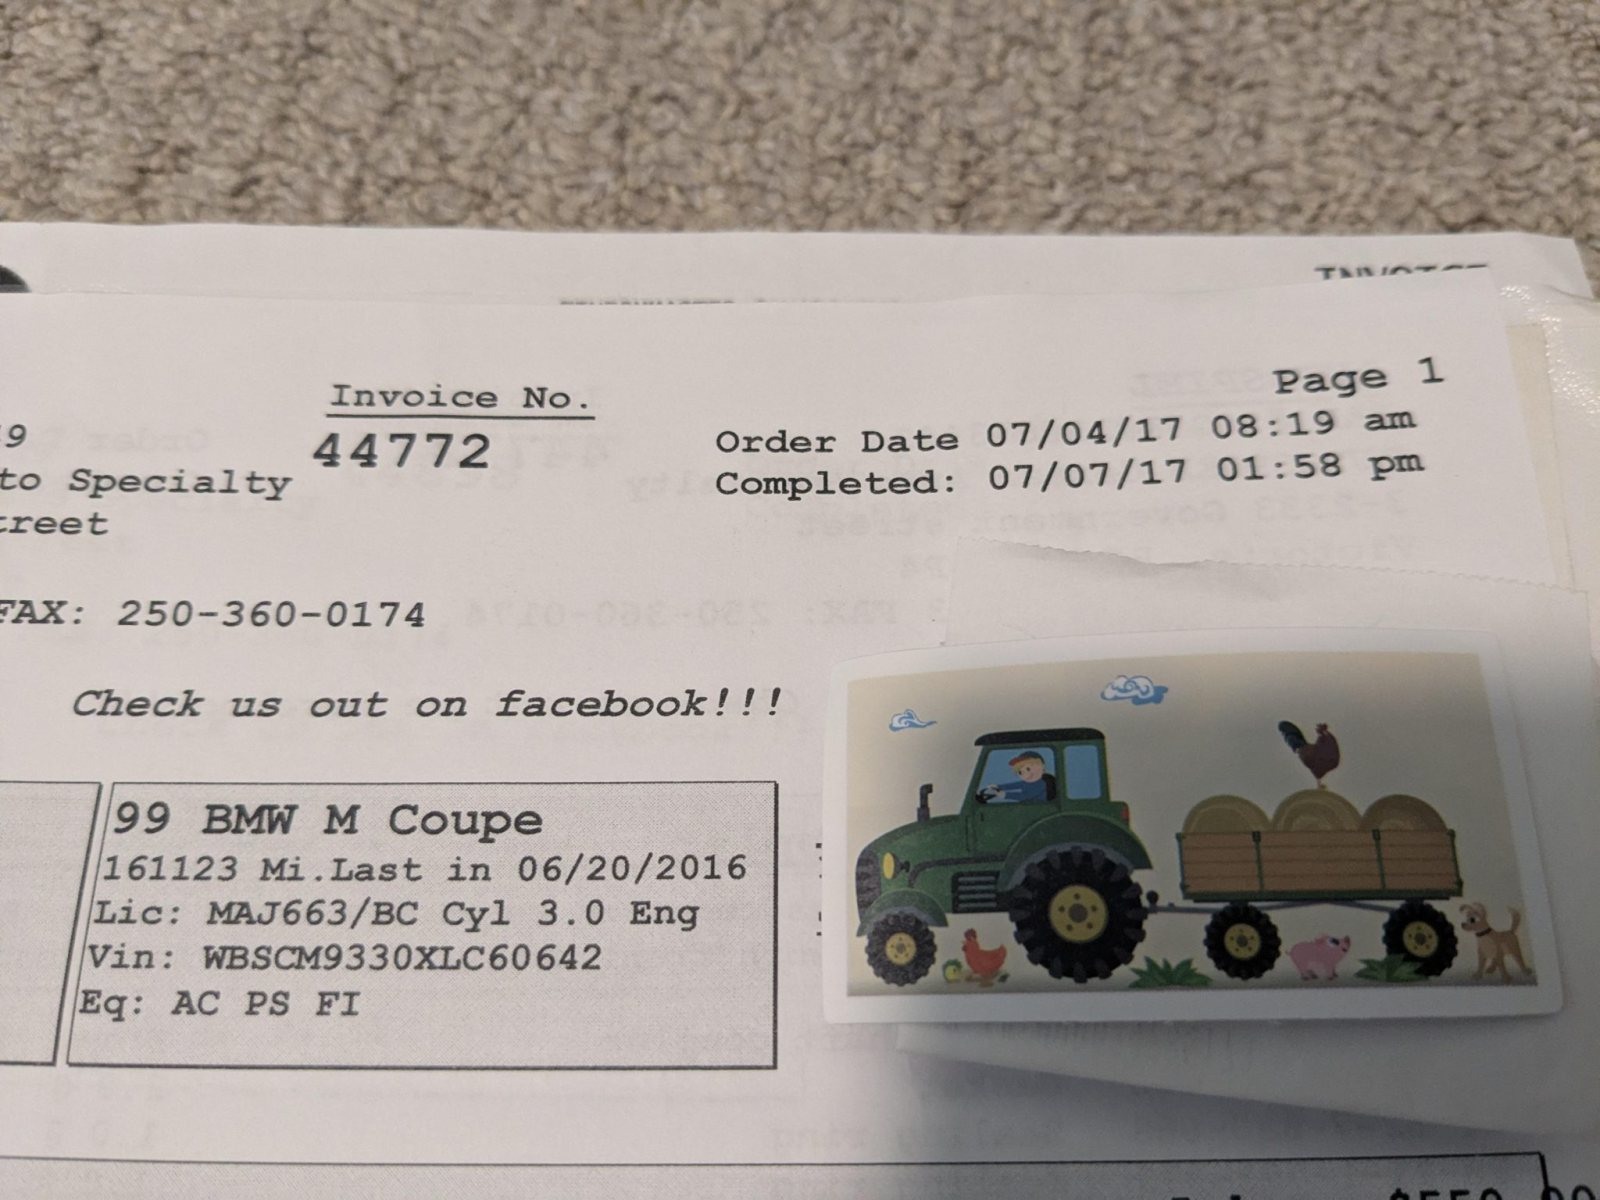 INVOICE
Page 1
Invoice No.
44772
Order Date 07/04/17 08:19 am
Completed: 07/07/17 01:58 pm
9
to Specialty
treet
FAX: 250-360-0174
Check us out on facebook!!!
99 BMW M Coupe
161123 Mi.Last in 06/20/2016
Lic: MAJ663/BC Cyl 3.0 Eng
Vin: WBSCM9330XLC60642
Eq: AC PS FI